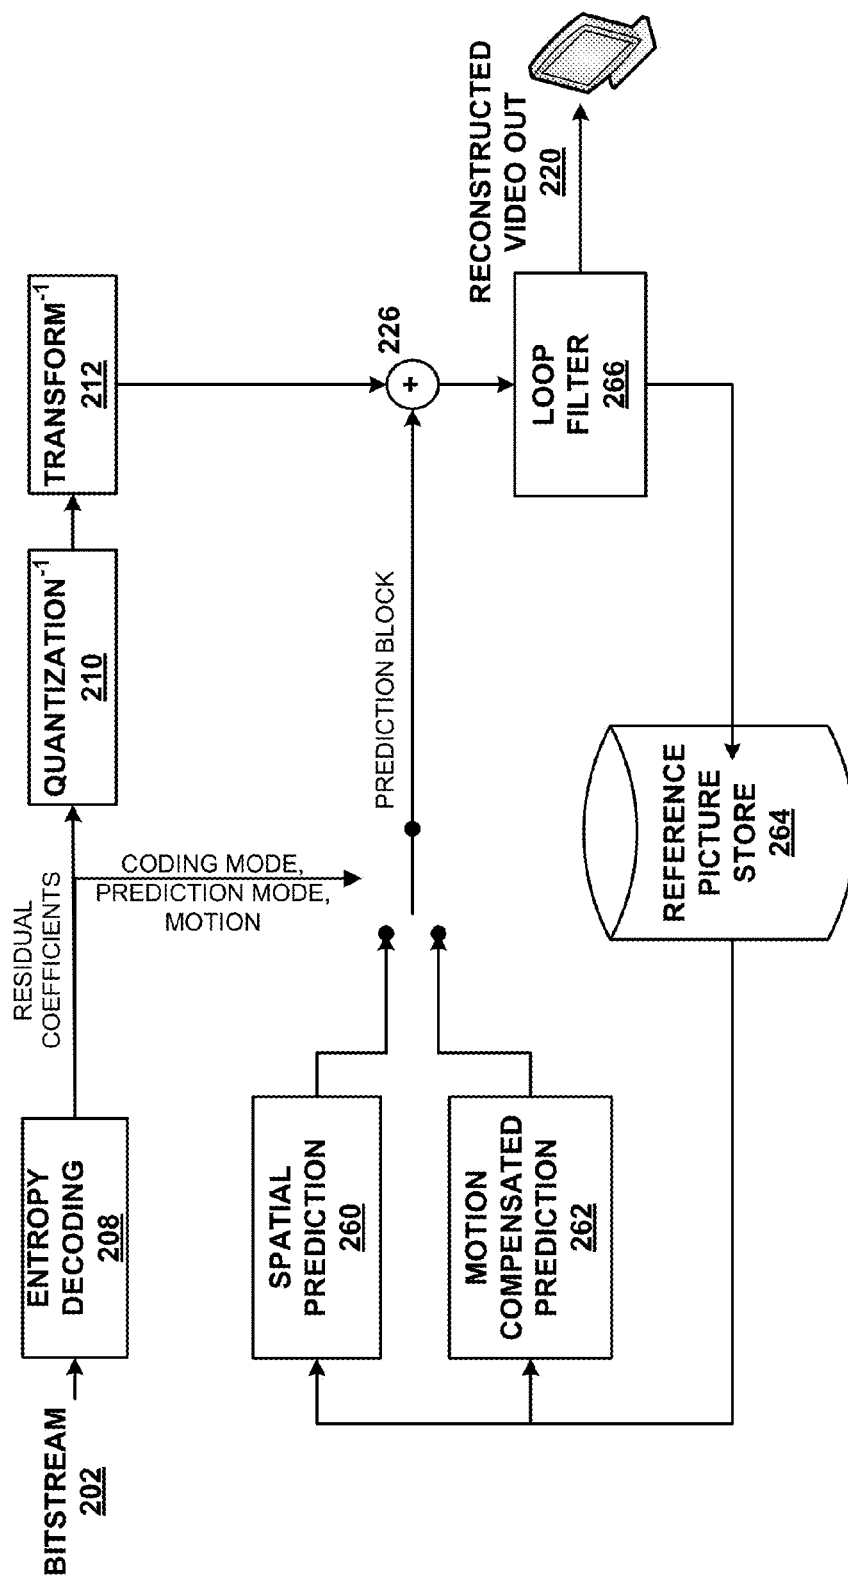 BITSTREAM
202
ENTROPY
DECODING
208
RESIDUAL
COEFFICIENTS
QUANTIZATION-1
210
TRANSFORM-1
212
CODING MODE,
PREDICTION MODE,
MOTION
SPATIAL
PREDICTION
260
MOTION
COMPENSATED
PREDICTION
262
PREDICTION BLOCK
+
226
LOOP
FILTER
266
RECONSTRUCTED
VIDEO OUT
220
REFERENCE
PICTURE
STORE
264